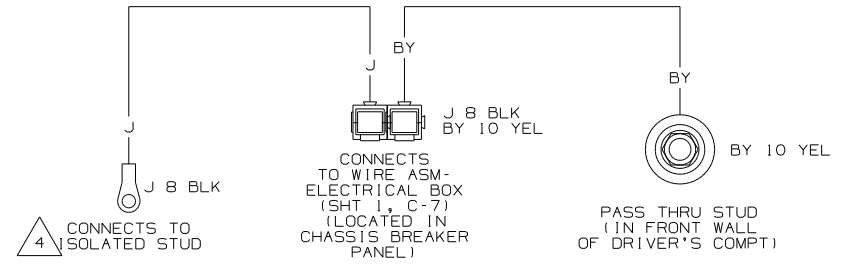 BY
J
BY
J
J 8 BLK
BY 10 YEL
BY 10 YEL
J 8 BLK
CONNECTS
TO WIRE ASM-
ELECTRICAL BOX
(SHT 1, C-7)
(LOCATED IN
CHASSIS BREAKER
PANEL)
4
CONNECTS TO
ISOLATED STUD
PASS THRU STUD
(IN FRONT WALL
OF DRIVER'S COMPT)